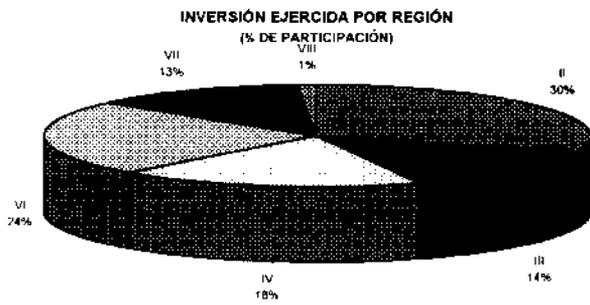 INVERSIÓN EJERCIDA POR REGIÓN
(% DE PARTICIPACIÓN)
VIII
1%
VII
13%
II
30%
VI
24%
III
14%
IV
18%